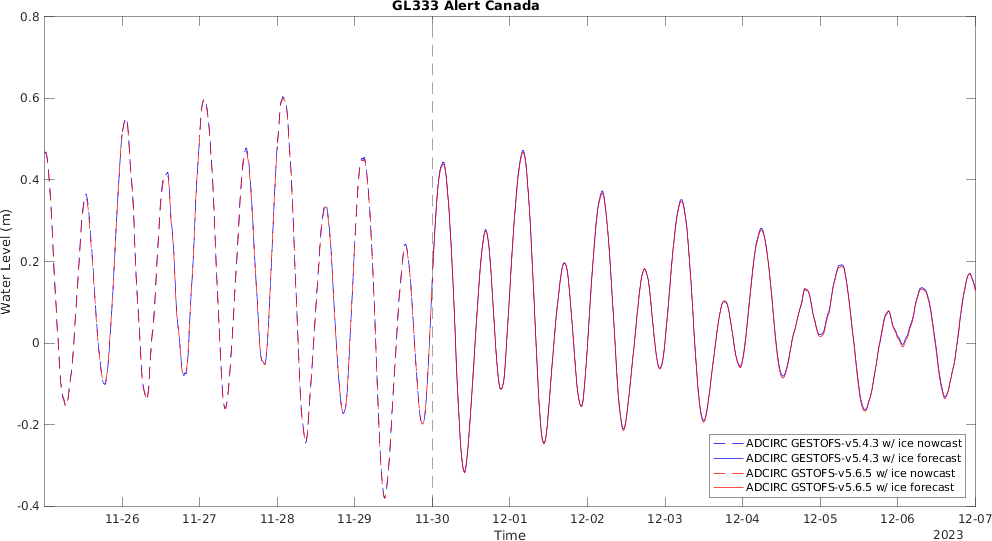 GL333 Alert Canada
0.8
0.6
0.4
0.2
0
-0.2
-0.4
Water Level (m)
ADCIRC GESTOFS-v5.4.3 w/ ice nowcast
ADCIRC GESTOFS-v5.4.3 w/ ice forecast
ADCIRC GSTOFS-v5.6.5 w/ ice nowcast
ADCIRC GSTOFS-v5.6.5 w/ ice forecast
11-26 11-27 11-28 11-29 11-30 12-01 12-02 12-03 12-04 12-05 12-06 12-07
Time
2023